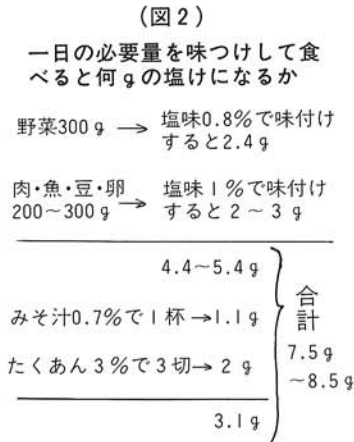 (図2)
一日の必要量を味つけして食
べると何gの塩けになるか
野菜300g → 塩味0.8%で味付け
すると2.4g
肉・魚・豆・卵 塩味1%で味付け
200〜300g → すると2〜3g
4.4〜5.4g
みそ汁0.7%で1杯→1.1g
たくあん3%で3切→2g
3.1g
合計
7.5g
〜8.5g